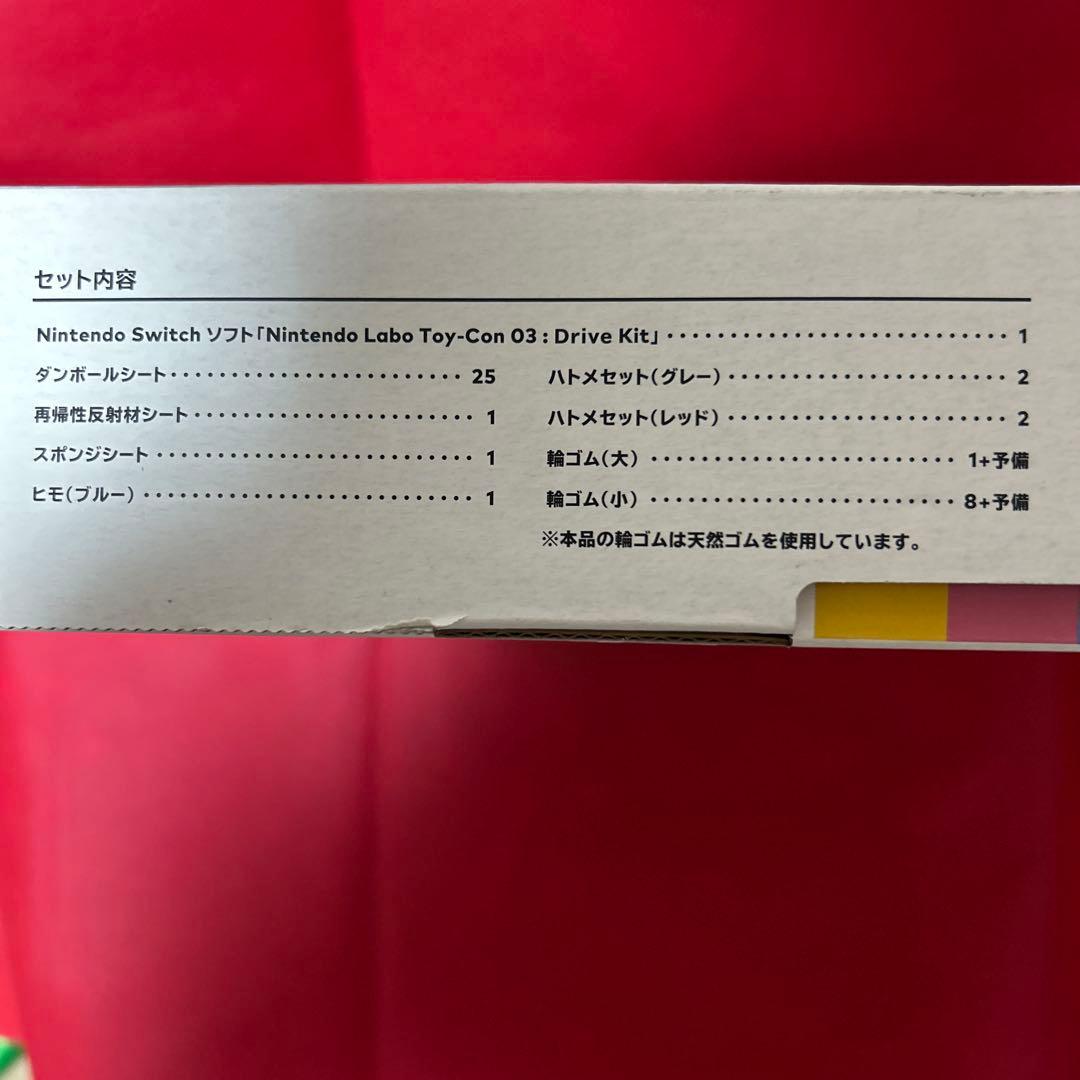 セット内容
Nintendo Switch ソフト「Nintendo Labo Toy-Con 03 : Drive Kit」 1
ダンボールシート 25
再帰性反射材シート 1
スポンジシート 1
ヒモ(ブルー) 1
ハトメセット(グレー) 2
ハトメセット(レッド) 2
輪ゴム(大) 1+予備
輪ゴム(小) 8+予備
※本品の輪ゴムは天然ゴムを使用しています。